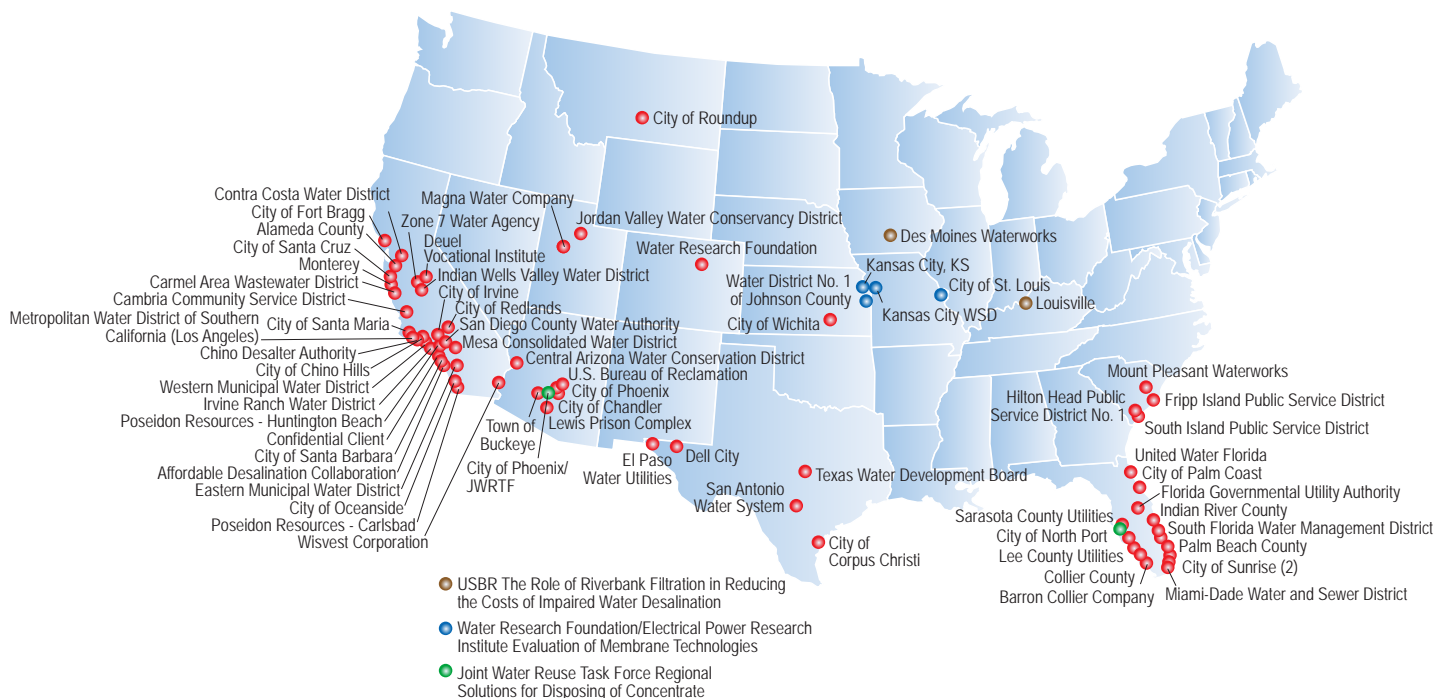 City of Roundup
Contra Costa Water District
City of Fort Bragg
Alameda County
City of Santa Cruz
Monterey
Carmel Area Wastewater District
Cambria Community Service District
Metropolitan Water District of Southern
California (Los Angeles)
City of Santa Maria
Chino Desalter Authority
City of Chino Hills
Western Municipal Water District
Irvine Ranch Water District
Poseidon Resources - Huntington Beach
Confidential Client
City of Santa Barbara
Affordable Desalination Collaboration
Eastern Municipal Water District
City of Oceanside
Poseidon Resources - Carlsbad
Wisvest Corporation
Magna Water Company
Zone 7 Water Agency
Deuel
Vocational Institute
Indian Wells Valley Water District
City of Irvine
City of Redlands
San Diego County Water Authority
Mesa Consolidated Water District
Jordan Valley Water Conservancy District
Water Research Foundation
Central Arizona Water Conservation District
U.S. Bureau of Reclamation
City of Phoenix
City of Chandler
Lewis Prison Complex
Town of
Buckeye
City of Phoenix/
JWRTF
El Paso
Water Utilities
Dell City
Texas Water Development Board
San Antonio
Water System
City of
Corpus Christi
Des Moines Waterworks
Kansas City, KS
Water District No. 1
of Johnson County
City of St. Louis
Kansas City WSD
Louisville
City of Wichita
Mount Pleasant Waterworks
Hilton Head Public
Service District No. 1
Fripp Island Public Service District
South Island Public Service District
United Water Florida
City of Palm Coast
Florida Governmental Utility Authority
Indian River County
Sarasota County Utilities
South Florida Water Management District
City of North Port
Palm Beach County
Lee County Utilities
City of Sunrise (2)
Collier County
Barron Collier Company
Miami-Dade Water and Sewer District
USBR The Role of Riverbank Filtration in Reducing
the Costs of Impaired Water Desalination
Water Research Foundation/Electrical Power Research
Institute Evaluation of Membrane Technologies
Joint Water Reuse Task Force Regional
Solutions for Disposing of Concentrate